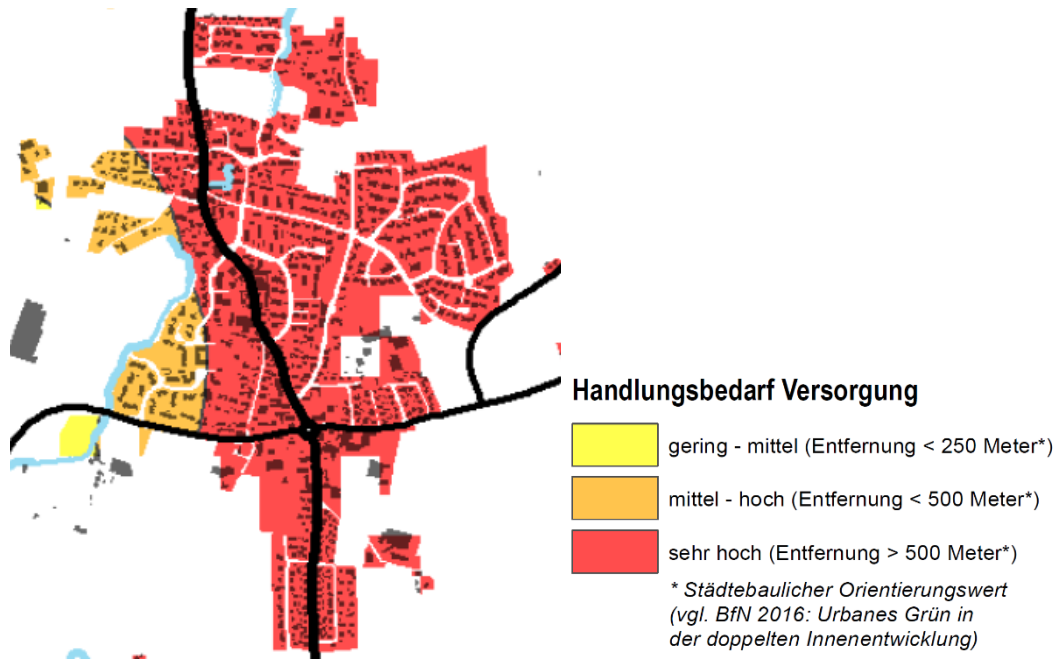 Handlungsbedarf Versorgung
gering - mittel (Entfernung < 250 Meter*)
mittel - hoch (Entfernung < 500 Meter*)
sehr hoch (Entfernung > 500 Meter*)
* Städtebaulicher Orientierungswert
(vgl. BfN 2016: Urbanes Grün in
der doppelten Innenentwicklung)